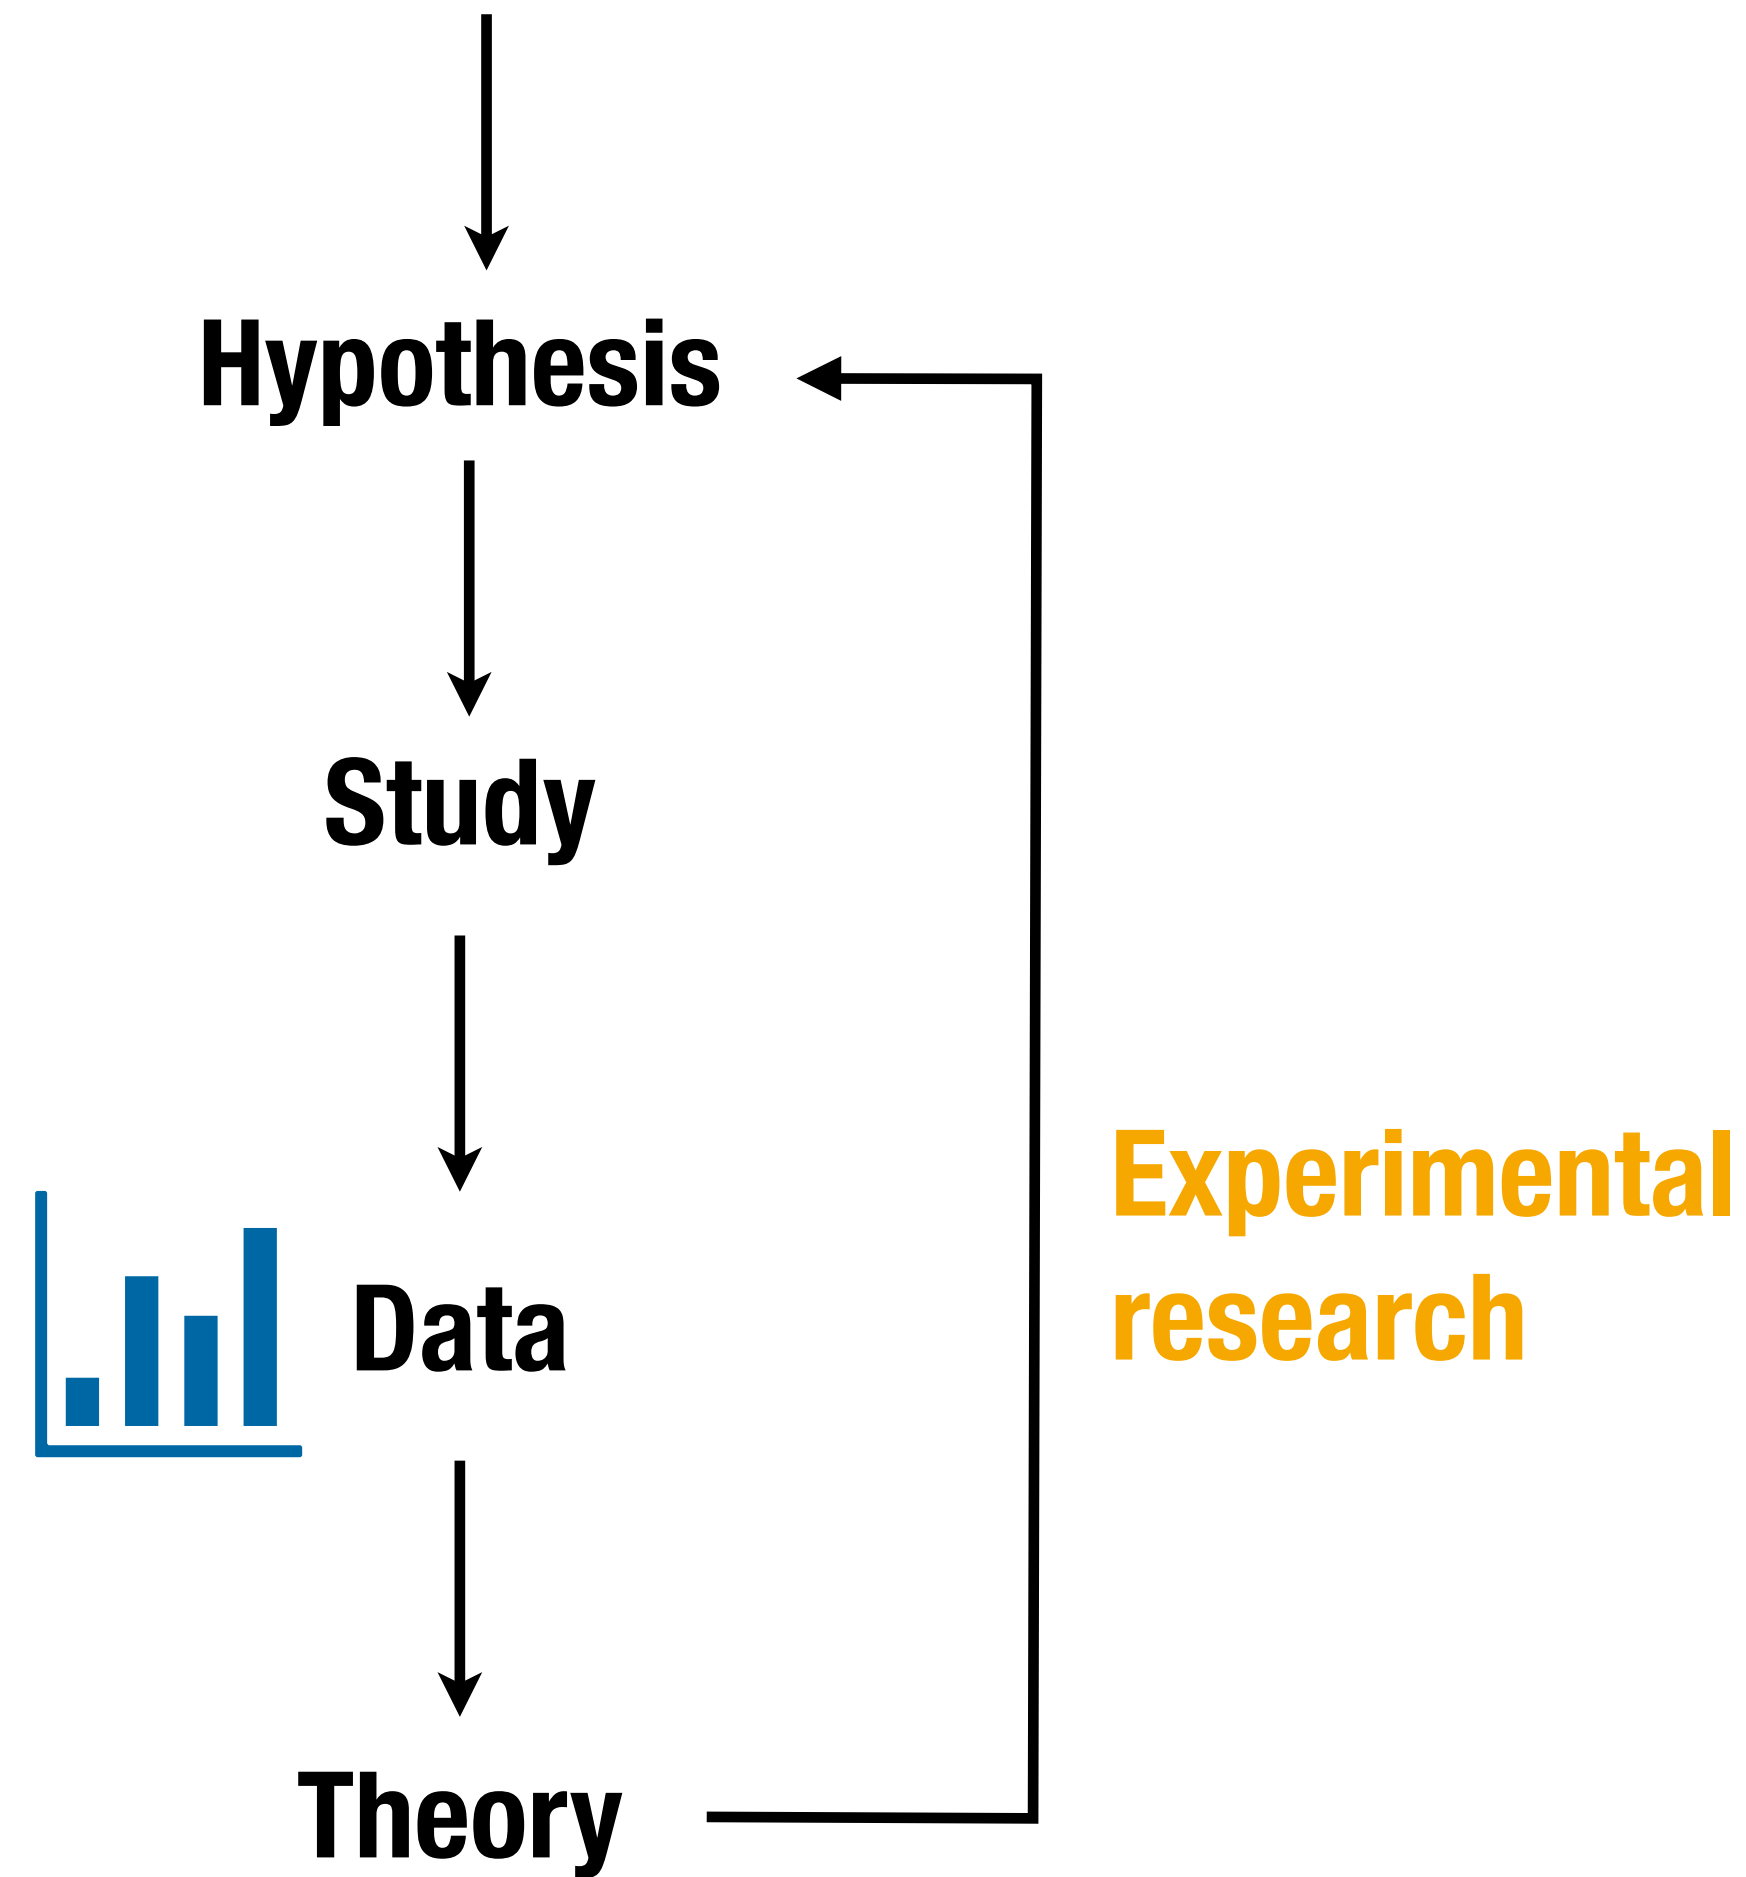 Hypothesis
Study
Data
Theory
Experimental
research